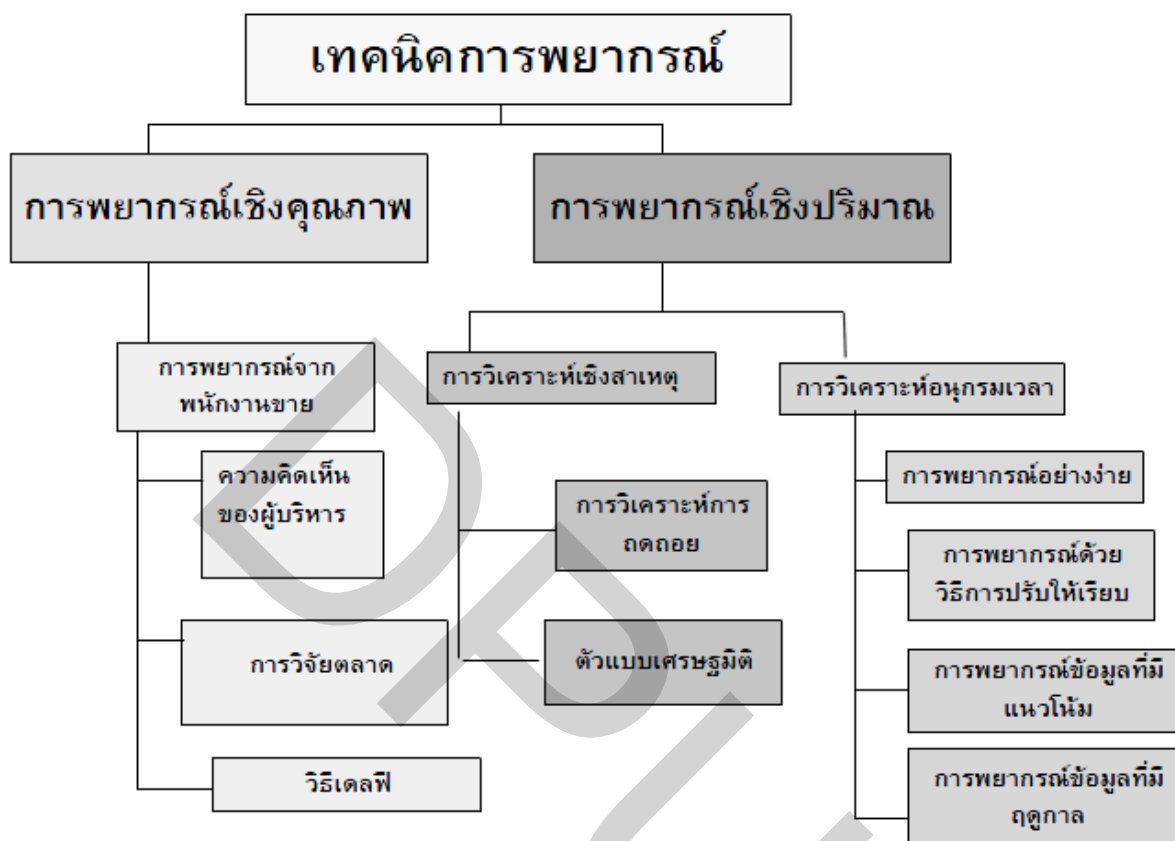 เทคนิคการพยากรณ์
การพยากรณ์เชิงคุณภาพ
การพยากรณ์เชิงปริมาณ
การพยากรณ์จาก
พนักงานขาย
ความคิดเห็น
ของผู้บริหาร
การวิจัยตลาด
วิธีเดลฟี
การวิเคราะห์เชิงสาเหตุ
การวิเคราะห์การ
ถดถอย
ตัวแบบเศรษฐมิติ
การวิเคราะห์อนุกรมเวลา
การพยากรณ์อย่างง่าย
การพยากรณ์ด้วย
วิธีการปรับให้เรียบ
การพยากรณ์ข้อมูลที่มี
แนวโน้ม
การพยากรณ์ข้อมูลที่มี
ฤดูกาล